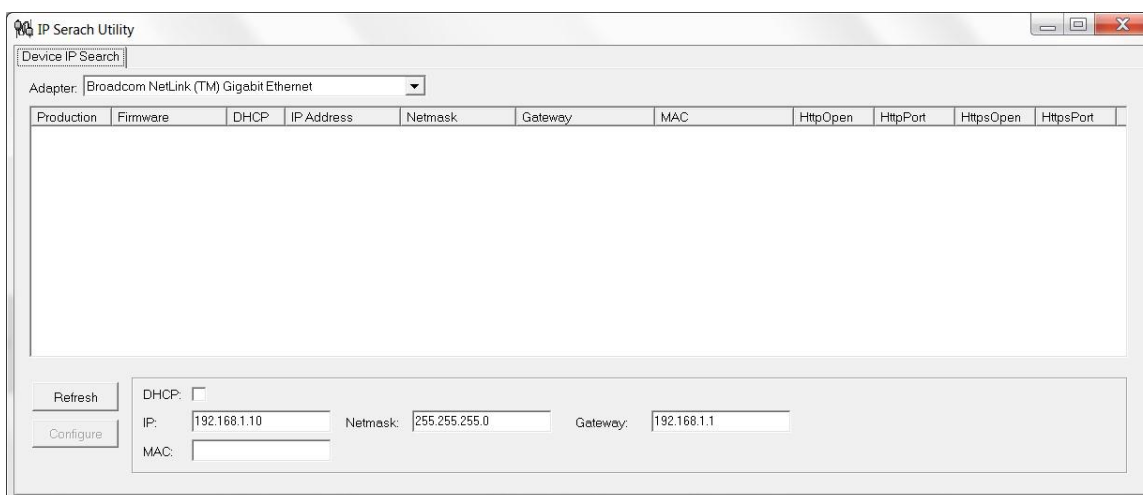 IP Serach Utility
Device IP Search
Adapter: Broadcom NetLink (TM) Gigabit Ethernet
Production Firmware DHCP IP Address Netmask Gateway MAC HttpOpen HttpPort HttpsOpen HttpsPort
Refresh DHCP:
IP: 192.168.1.10 Netmask: 255.255.255.0 Gateway: 192.168.1.1
Configure
MAC: